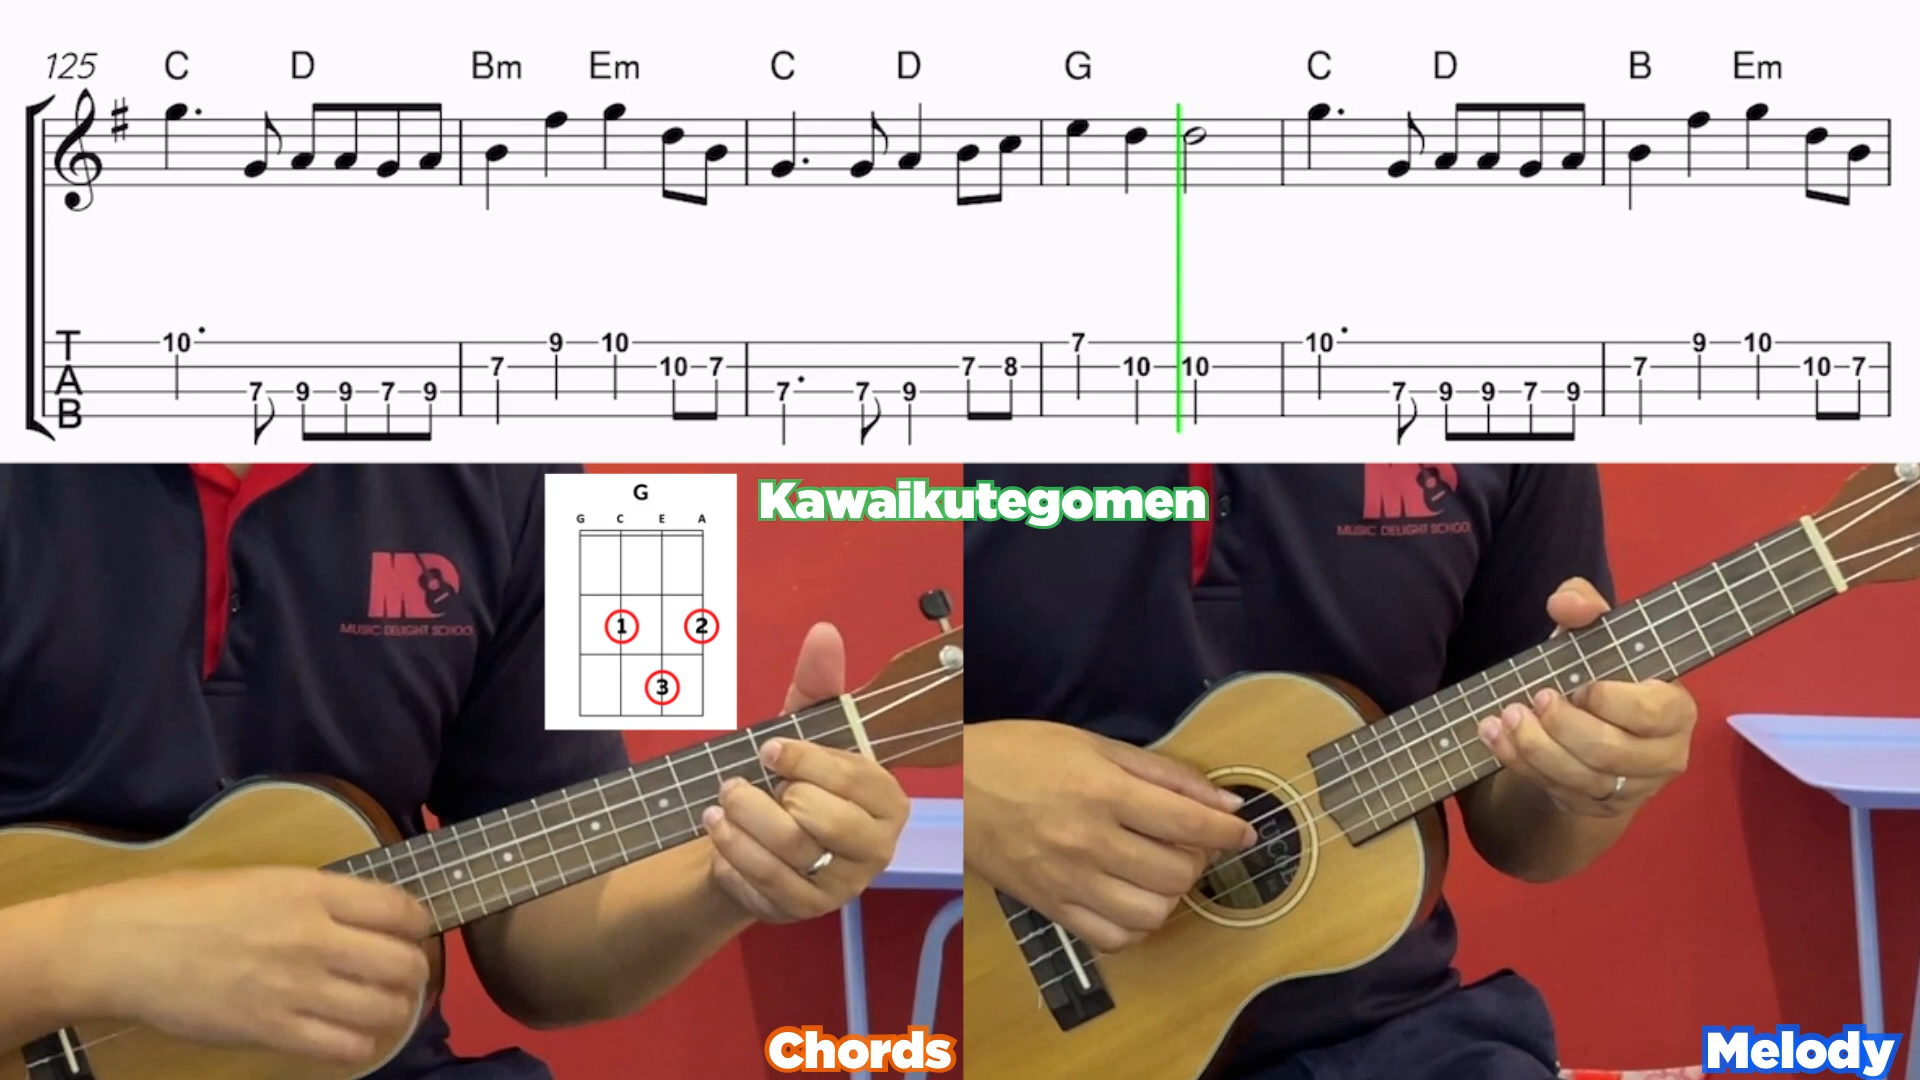 125 C D Bm Em C D G C D B Em
T 10 9 10 7 10 9 10
A 7 10 7 7 8 10 10 7 10 7
B 7 9 9 7 9 7 7 9 7 9 9 7 9
G
G C E A
1 2
3
Kawaikutegomen
MD
MUSIC DELIGHT SCHOOL
MUSIC DELIGHT SCHOOL
Chords
Melody